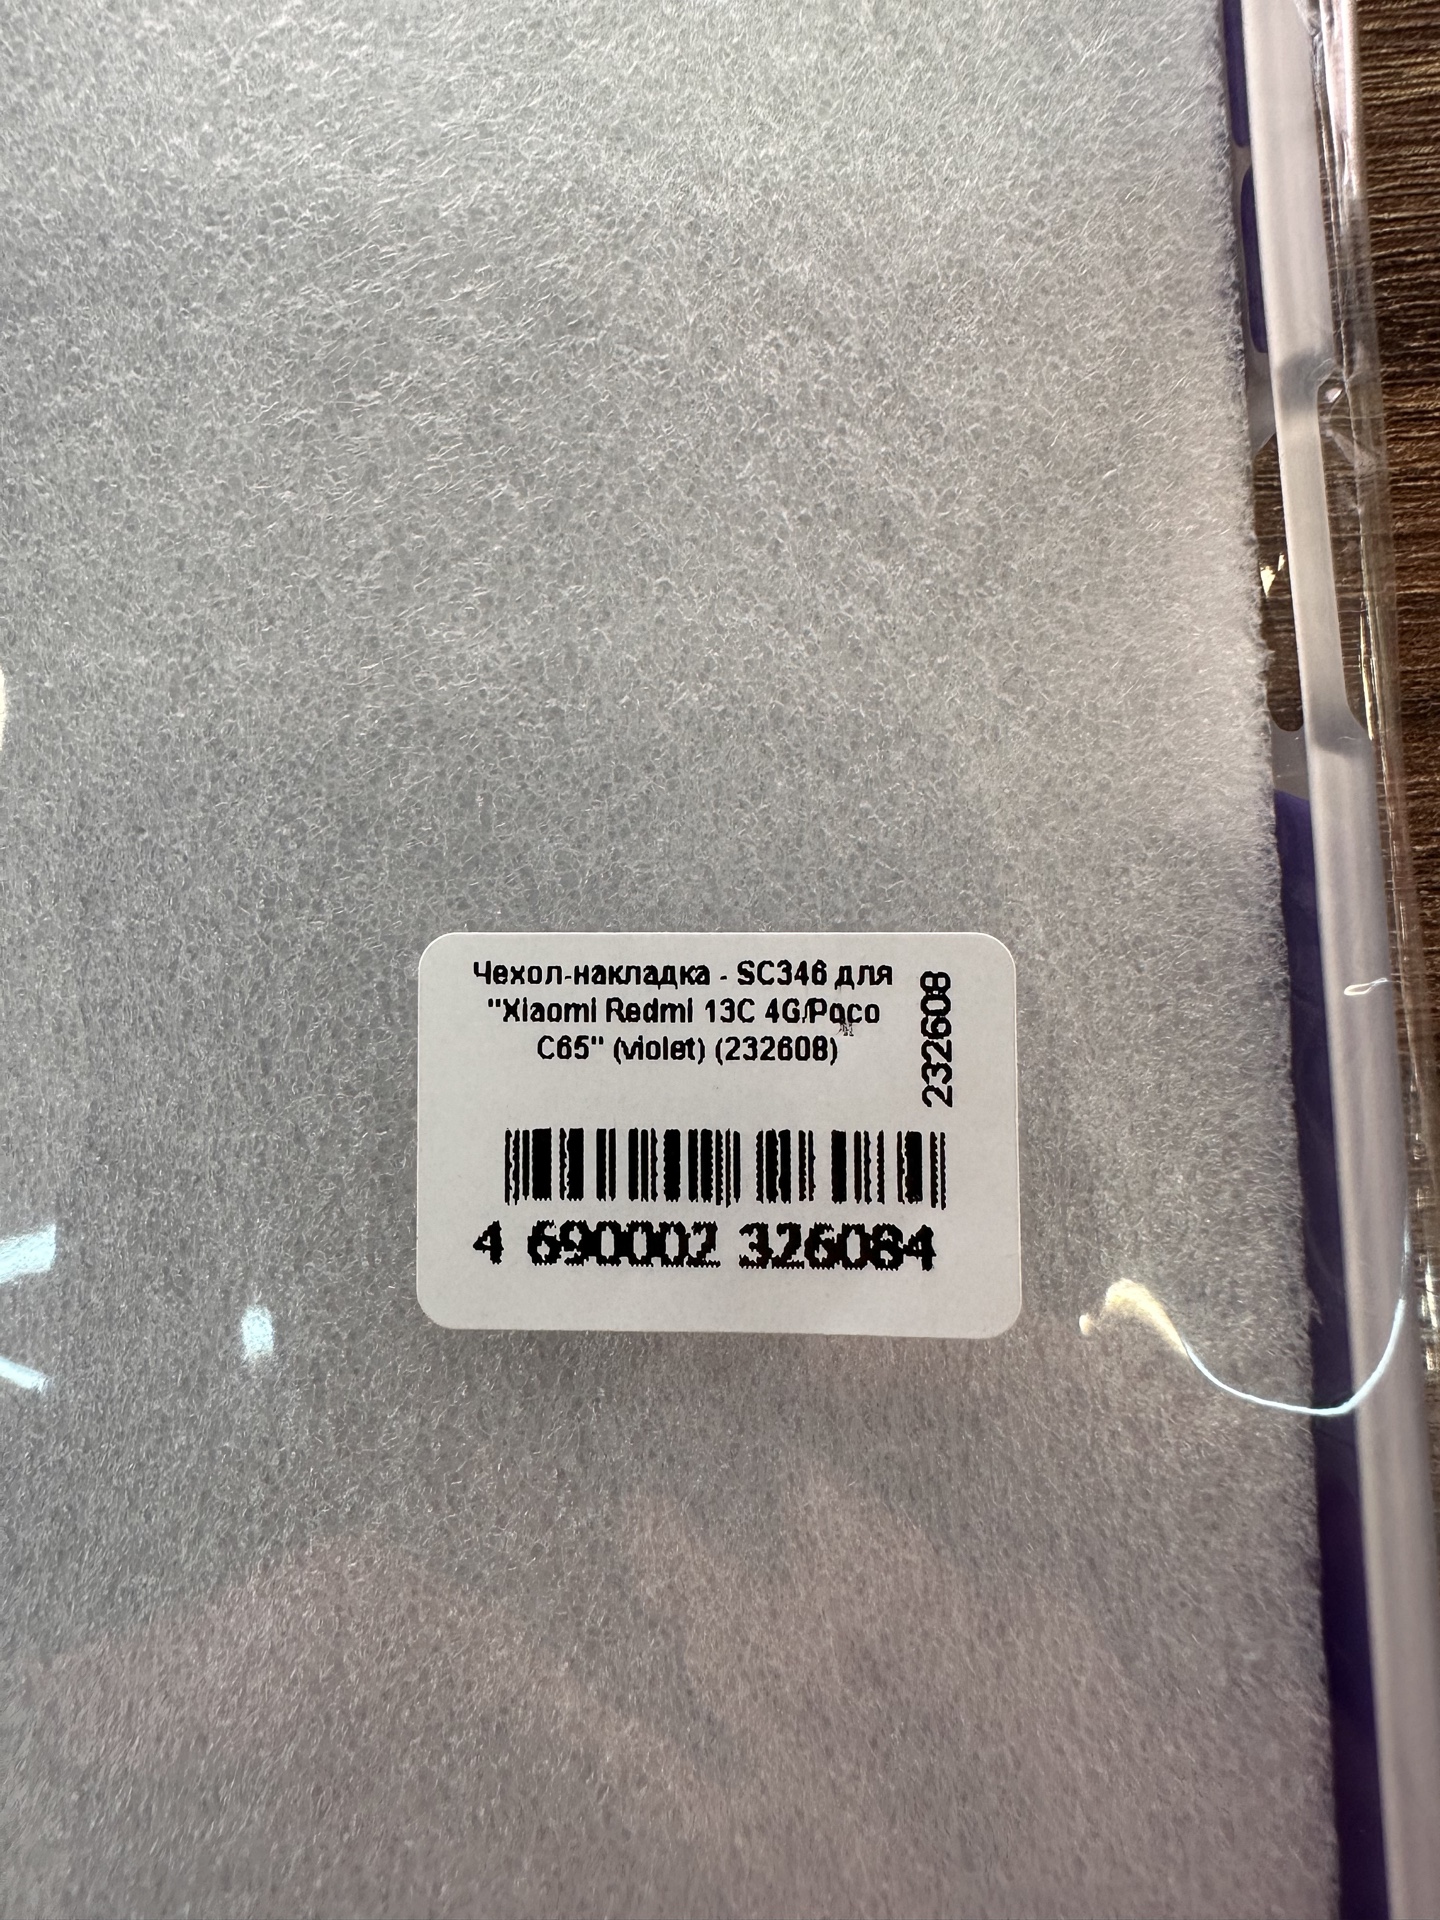 Чехол-накладка - SC346 для
"Xiaomi Redmi 13C 4G/Poco
C65" (violet) (232608)
232608
4 690002 326084